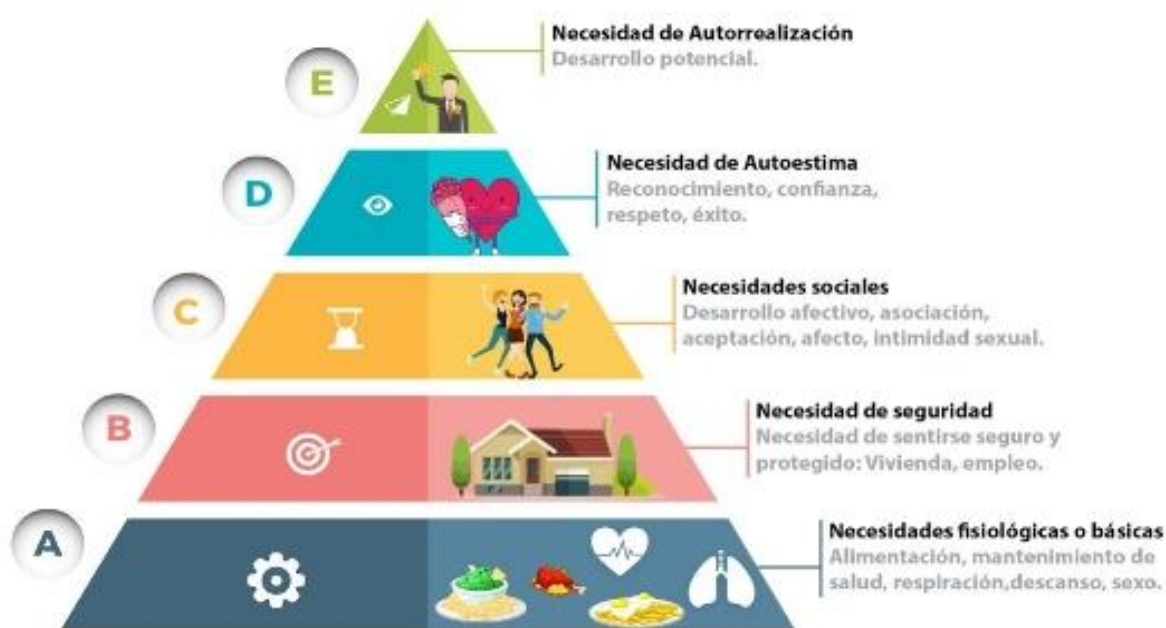 E
Necesidad de Autorrealización
Desarrollo potencial.
D
Necesidad de Autoestima
Reconocimiento, confianza,
respeto, éxito.
C
Necesidades sociales
Desarrollo afectivo, asociación,
aceptación, afecto, intimidad sexual.
B
Necesidad de seguridad
Necesidad de sentirse seguro y
protegido: Vivienda, empleo.
A
Necesidades fisiológicas o básicas
Alimentación, mantenimiento de
salud, respiración,descanso, sexo.